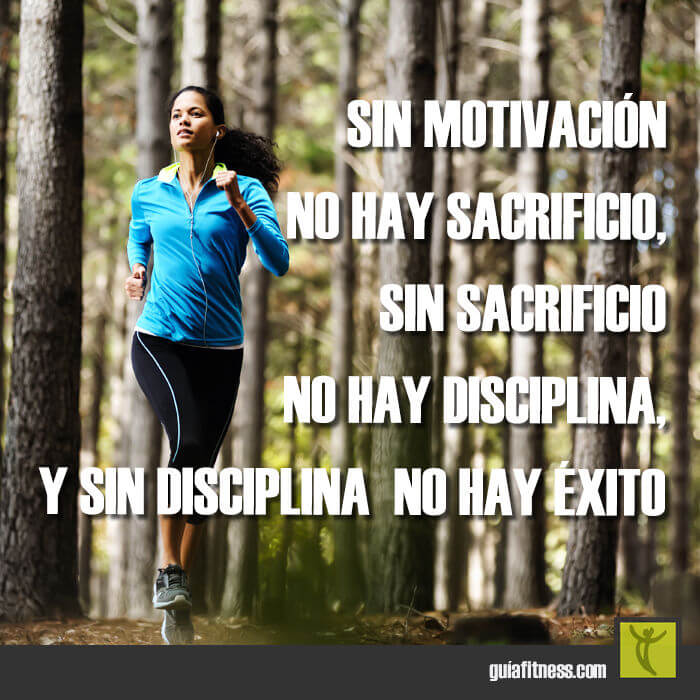 SIN MOTIVACIÓN
NO HAY SACRIFICIO,
SIN SACRIFICIO
NO HAY DISCIPLINA,
Y SIN DISCIPLINA NO HAY ÉXITO
guíafitness.com